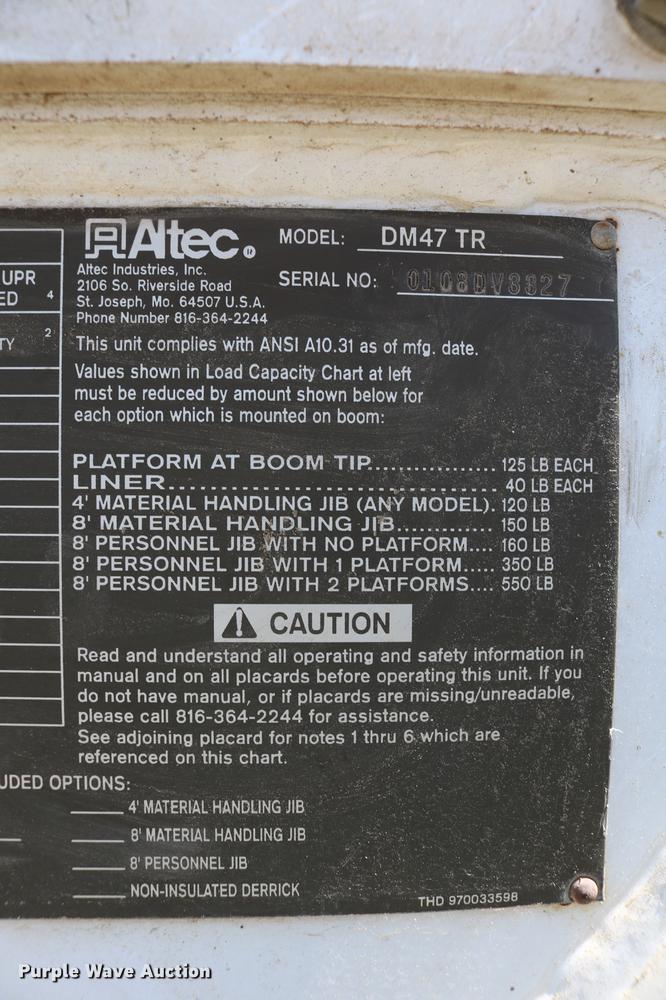 Altec®
MODEL: DM47 TR
Altec Industries, Inc.
2106 So. Riverside Road
St. Joseph, Mo. 64507 U.S.A.
Phone Number 816-364-2244
SERIAL NO:
UPR
ED 4
TY 2
This unit complies with ANSI A10.31 as of mfg. date.
Values shown in Load Capacity Chart at left
must be reduced by amount shown below for
each option which is mounted on boom:
PLATFORM AT BOOM TIP................ 125 LB EACH
LINER.......................................... 40 LB EACH
4' MATERIAL HANDLING JIB (ANY MODEL). 120 LB
8' MATERIAL HANDLING JIB............. 150 LB
8' PERSONNEL JIB WITH NO PLATFORM.... 160 LB
8' PERSONNEL JIB WITH 1 PLATFORM..... 350 LB
8' PERSONNEL JIB WITH 2 PLATFORMS.... 550 LB
CAUTION
Read and understand all operating and safety information in
manual and on all placards before operating this unit. If you
do not have manual, or if placards are missing/unreadable,
please call 816-364-2244 for assistance.
See adjoining placard for notes 1 thru 6 which are
referenced on this chart.
UDED OPTIONS:
4' MATERIAL HANDLING JIB
8' MATERIAL HANDLING JIB
8' PERSONNEL JIB
NON-INSULATED DERRICK
THD 970033598
Purple Wave Auction